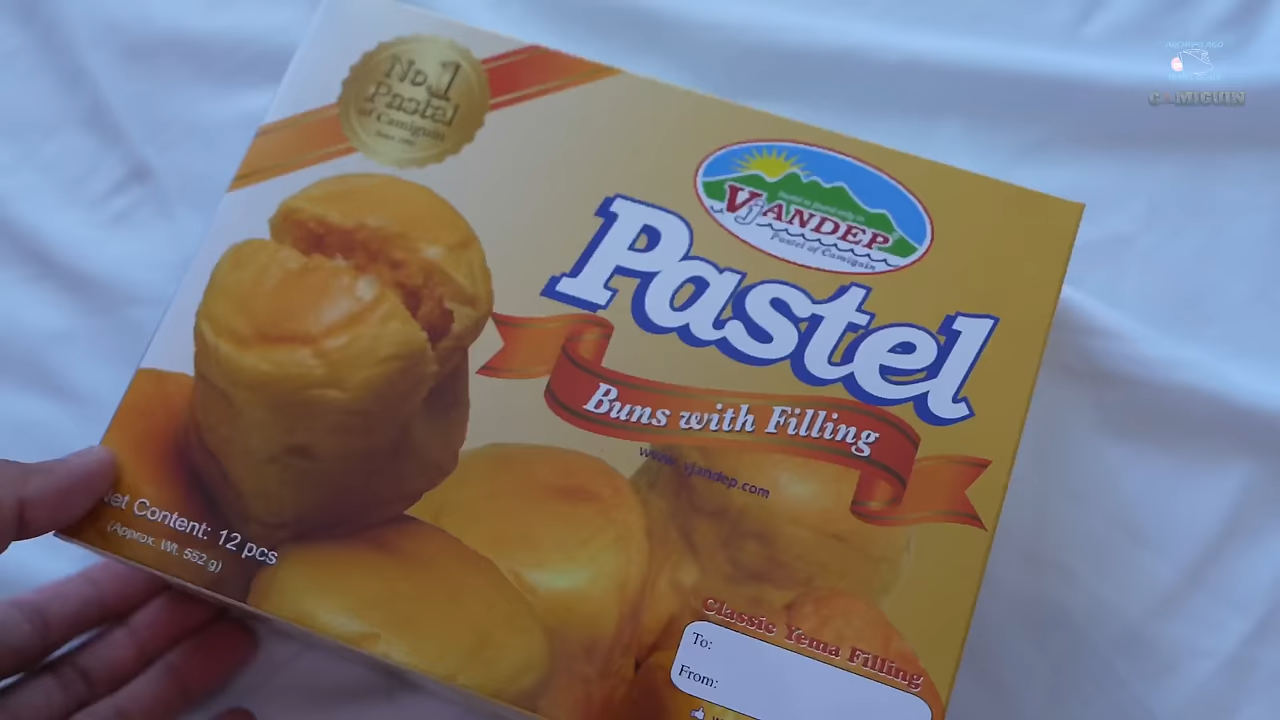 No.1
Pastel
of Camiguin
VjANDEP
Pastel of Camiguin
Pastel
Buns with Filling
www.vjandep.com
Net Content: 12 pcs
(Approx. Wt. 552 g)
Classic Yema Filling
To:
From:
CAMIGUIN